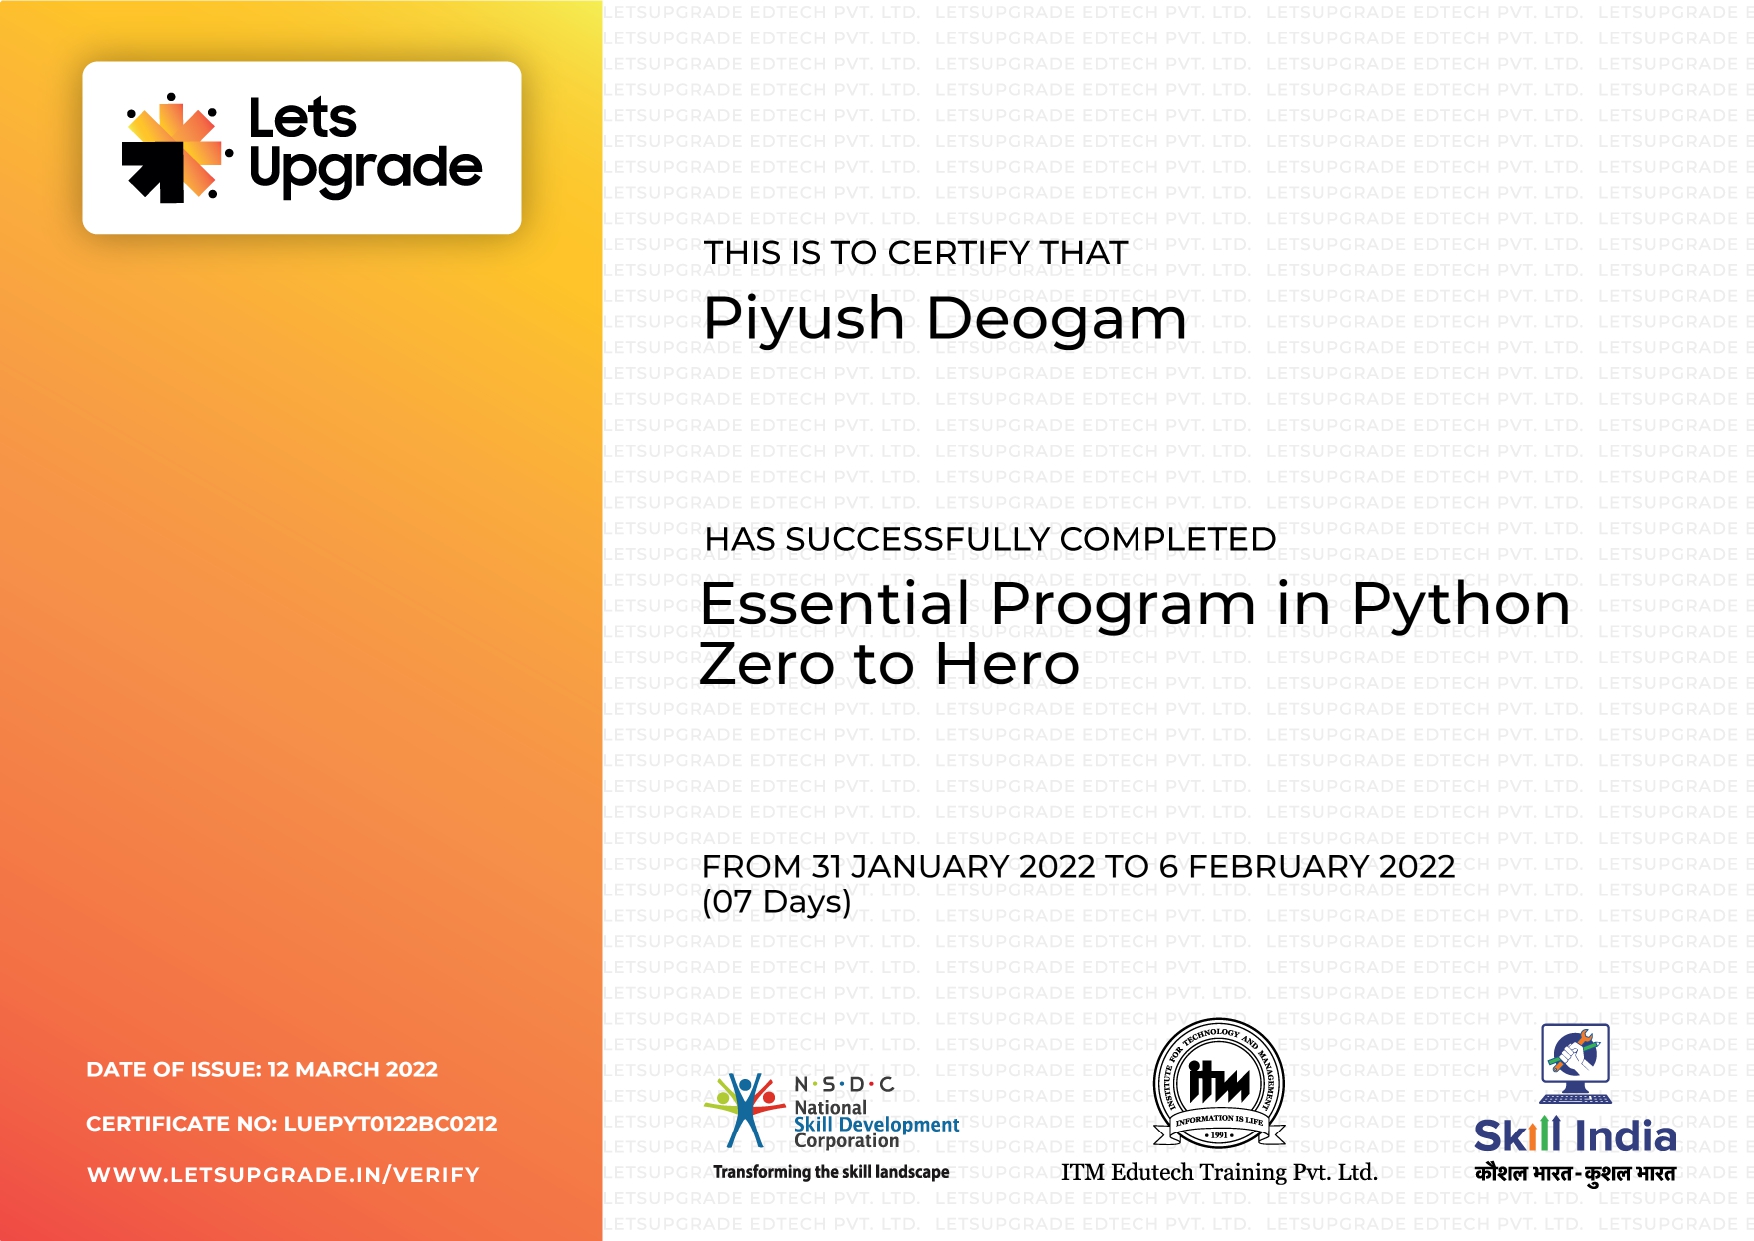 Lets
Upgrade
THIS IS TO CERTIFY THAT
Piyush Deogam
HAS SUCCESSFULLY COMPLETED
Essential Program in Python
Zero to Hero
FROM 31 JANUARY 2022 TO 6 FEBRUARY 2022
(07 Days)
DATE OF ISSUE: 12 MARCH 2022
CERTIFICATE NO: LUEPYT0122BC0212
WWW.LETSUPGRADE.IN/VERIFY
N·S·D·C
National
Skill Development
Corporation
Transforming the skill landscape
INSTITUTE FOR TECHNOLOGY AND MANAGEMENT
itm
INFORMATION IS LIFE
• 1991 •
ITM Edutech Training Pvt. Ltd.
Skill India
कौशल भारत - कुशल भारत
LETSUPGRADE EDTECH PVT. LTD.